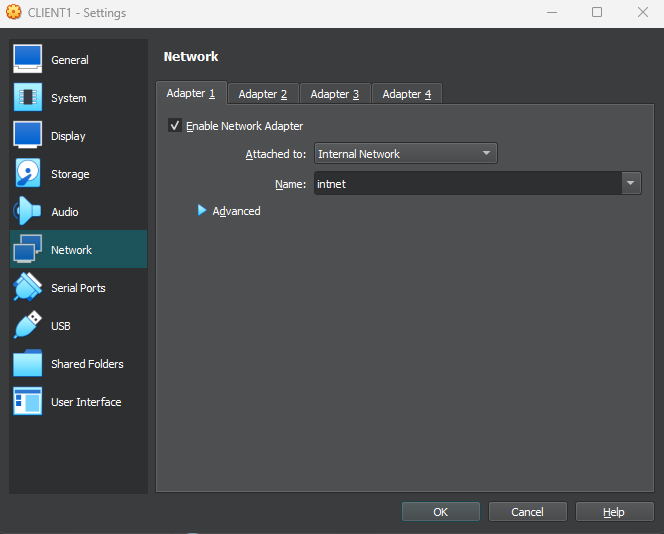 CLIENT1 - Settings
General
System
Display
Storage
Audio
Network
Serial Ports
USB
Shared Folders
User Interface
Network
Adapter 1
Adapter 2
Adapter 3
Adapter 4
Enable Network Adapter
Attached to: Internal Network
Name: intnet
Advanced
OK
Cancel
Help